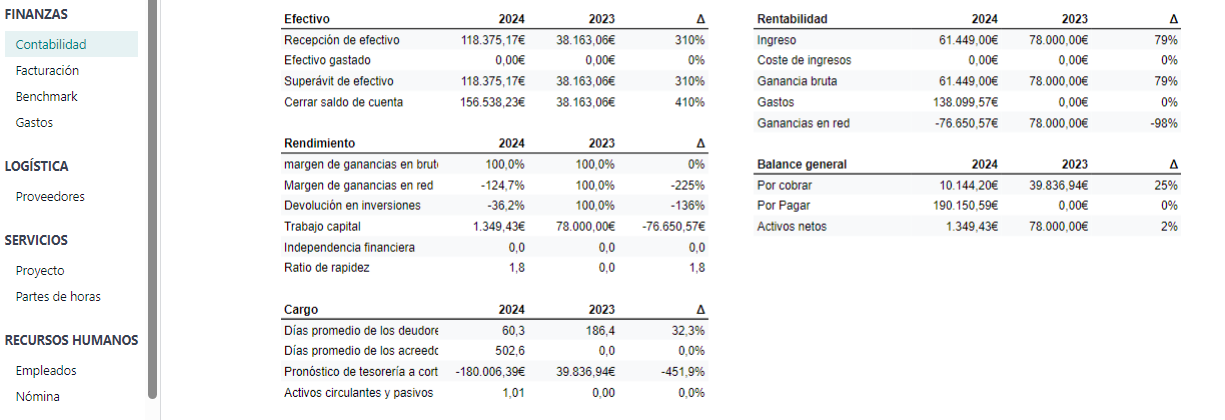 FINANZAS
Contabilidad
Facturación
Benchmark
Gastos
LOGÍSTICA
Proveedores
SERVICIOS
Proyecto
Partes de horas
RECURSOS HUMANOS
Empleados
Nómina
Efectivo 2024 2023 Δ
Recepción de efectivo 118.375,17€ 38.163,06€ 310%
Efectivo gastado 0,00€ 0,00€ 0%
Superávit de efectivo 118.375,17€ 38.163,06€ 310%
Cerrar saldo de cuenta 156.538,23€ 38.163,06€ 410%
Rendimiento 2024 2023 Δ
margen de ganancias en brut 100,0% 100,0% 0%
Margen de ganancias en red -124,7% 100,0% -225%
Devolución en inversiones -36,2% 100,0% -136%
Trabajo capital 1.349,43€ 78.000,00€ -76.650,57€
Independencia financiera 0,0 0,0 0,0
Ratio de rapidez 1,8 0,0 1,8
Cargo 2024 2023 Δ
Días promedio de los deudore 60,3 186,4 32,3%
Días promedio de los acreedo 502,6 0,0 0,0%
Pronóstico de tesorería a cort -180.006,39€ 39.836,94€ -451,9%
Activos circulantes y pasivos 1,01 0,00 0,0%
Rentabilidad 2024 2023 Δ
Ingreso 61.449,00€ 78.000,00€ 79%
Coste de ingresos 0,00€ 0,00€ 0%
Ganancia bruta 61.449,00€ 78.000,00€ 79%
Gastos 138.099,57€ 0,00€ 0%
Ganancias en red -76.650,57€ 78.000,00€ -98%
Balance general 2024 2023 Δ
Por cobrar 10.144,20€ 39.836,94€ 25%
Por Pagar 190.150,59€ 0,00€ 0%
Activos netos 1.349,43€ 78.000,00€ 2%